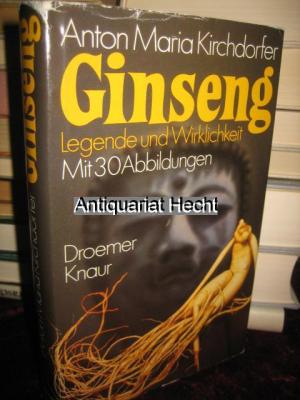 Anton Maria Kirchdorfer
Ginseng
Legende und Wirklichkeit
Mit 30 Abbildungen
Antiquariat Hecht
Droemer
Knaur
Ginseng